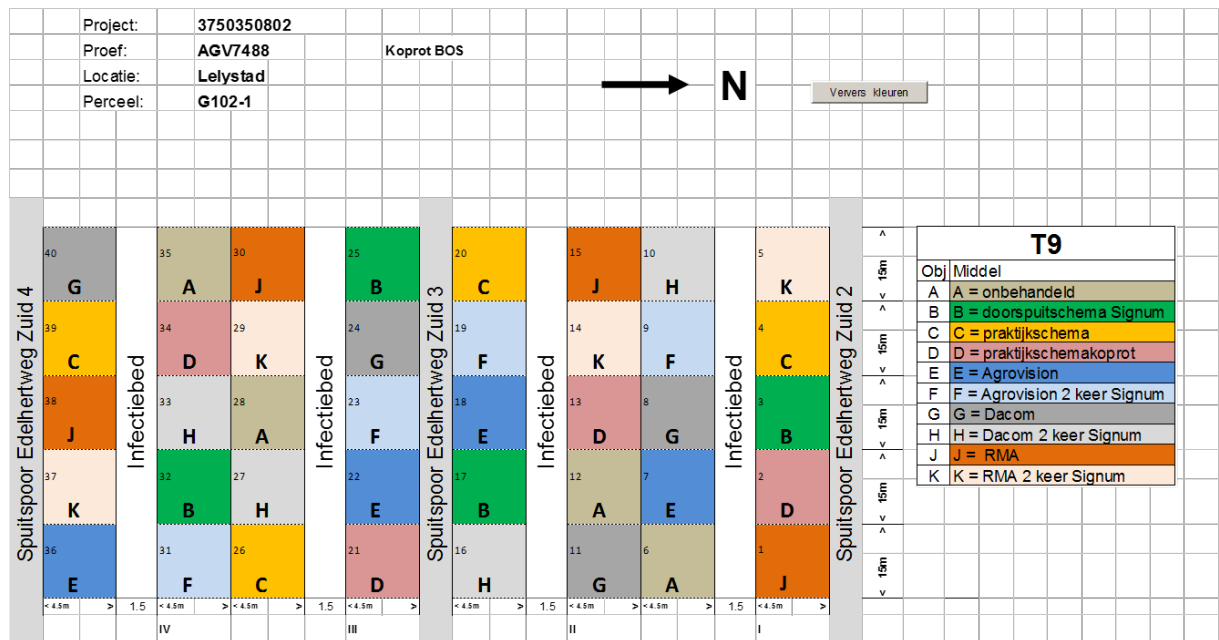 Project: 3750350802
Proef: AGV7488 Koprot BOS
Locatie: Lelystad
Perceel: G102-1
N
Ververs kleuren
Spuitspoor Edelhertweg Zuid 4
Infectiebed
Infectiebed
Spuitspoor Edelhertweg Zuid 3
Infectiebed
Infectiebed
Spuitspoor Edelhertweg Zuid 2
40 35 30 25 20 15 10 5
G A J B C J H K
39 34 29 24 19 14 9 4
C D K G F K F C
38 33 28 23 18 13 8 3
J H A F E D G B
37 32 27 22 17 12 7 2
K B H E B A E D
36 31 26 21 16 11 6 1
E F C D H G A J
< 4.5m > 1.5 < 4.5m > < 4.5m > 1.5 < 4.5m > < 4.5m > 1.5 < 4.5m > < 4.5m > 1.5 < 4.5m >
IV III II I
< 15m >
< 15m >
< 15m >
< 15m >
< 15m >
T9
Obj Middel
A A = onbehandeld
B B = doorspuitschema Signum
C C = praktijkschema
D D = praktijkschemakoprot
E E = Agrovision
F F = Agrovision 2 keer Signum
G G = Dacom
H H = Dacom 2 keer Signum
J J = RMA
K K = RMA 2 keer Signum